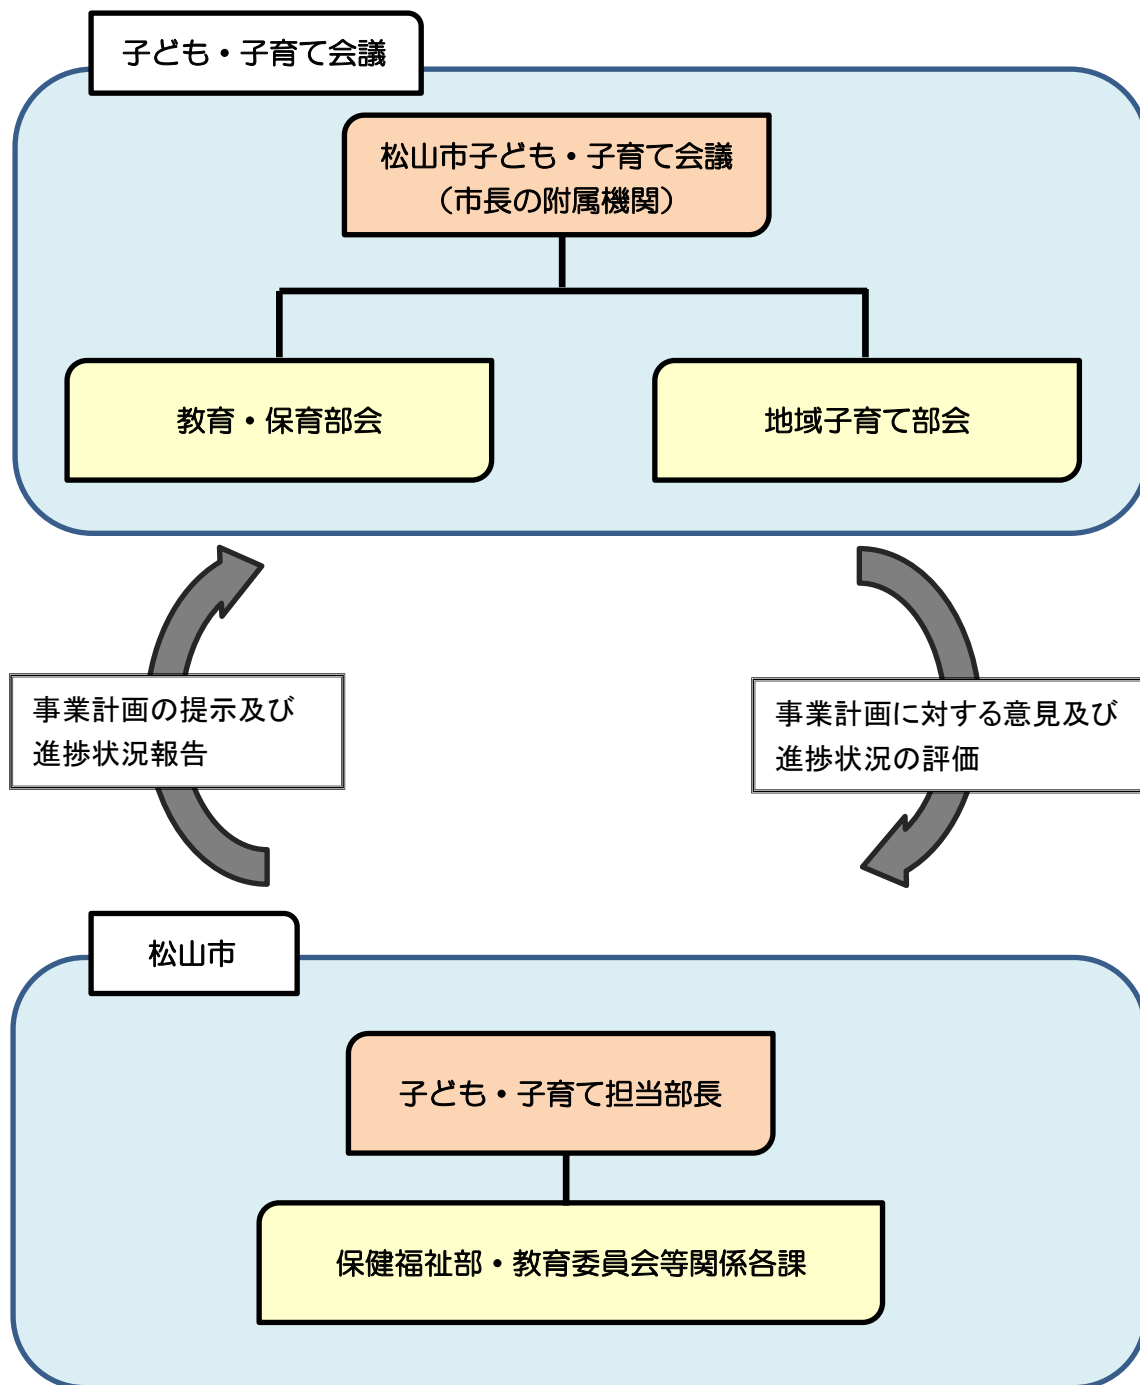 子ども・子育て会議
松山市子ども・子育て会議
（市長の附属機関）
教育・保育部会
地域子育て部会
事業計画の提示及び
進捗状況報告
事業計画に対する意見及び
進捗状況の評価
松山市
子ども・子育て担当部長
保健福祉部・教育委員会等関係各課